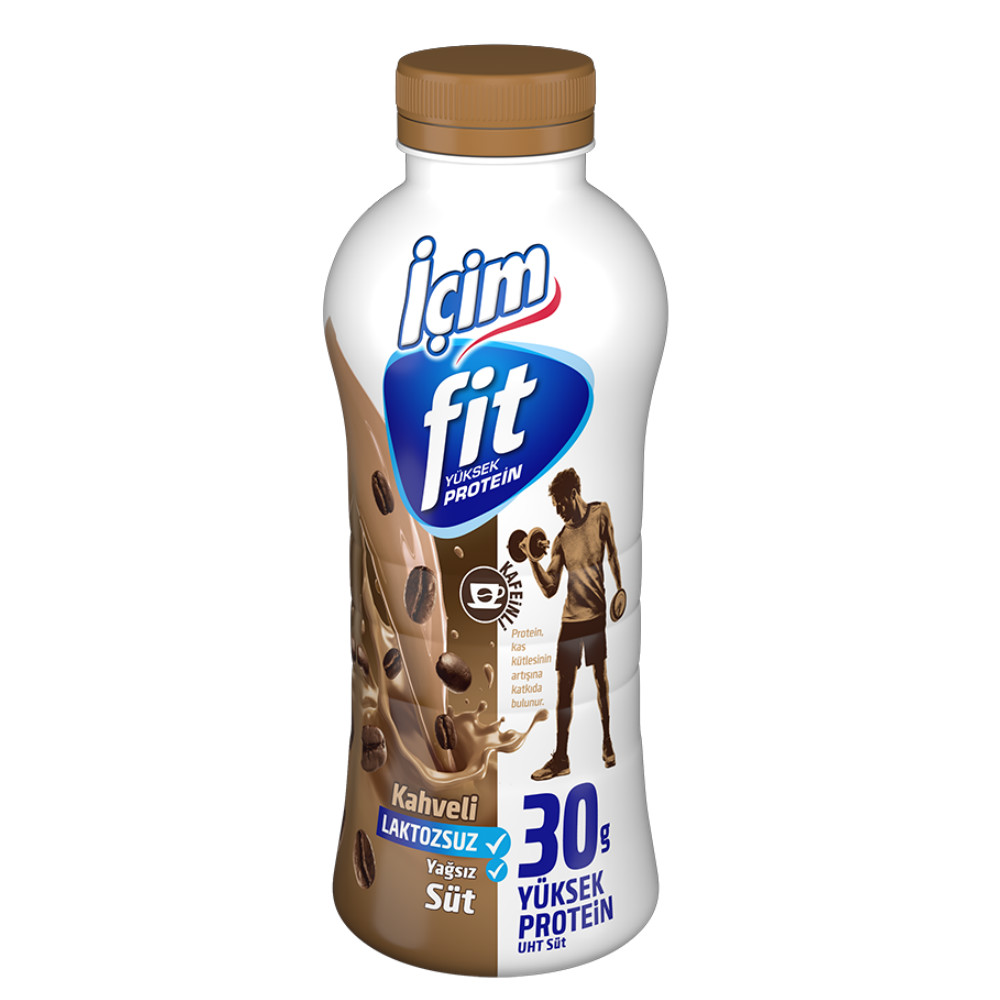 İçim
fit
YÜKSEK
PROTEİN
KAFEİNLİ
Protein,
kas
kütlesinin
artışına
katkıda
bulunur.
Kahveli
LAKTOZSUZ
Yağsız
Süt
30g
YÜKSEK
PROTEİN
UHT Süt